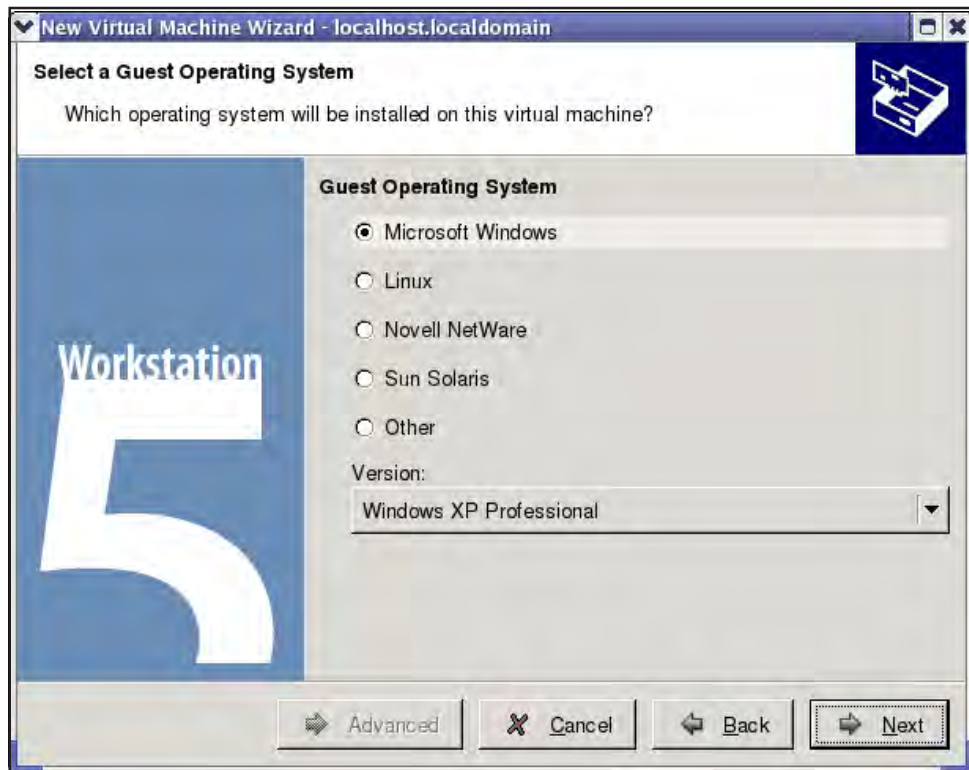 New Virtual Machine Wizard - localhost.localdomain
Select a Guest Operating System
Which operating system will be installed on this virtual machine?
Guest Operating System
Microsoft Windows
Linux
Novell NetWare
Sun Solaris
Other
Version:
Windows XP Professional
Workstation
5
Advanced
Cancel
Back
Next